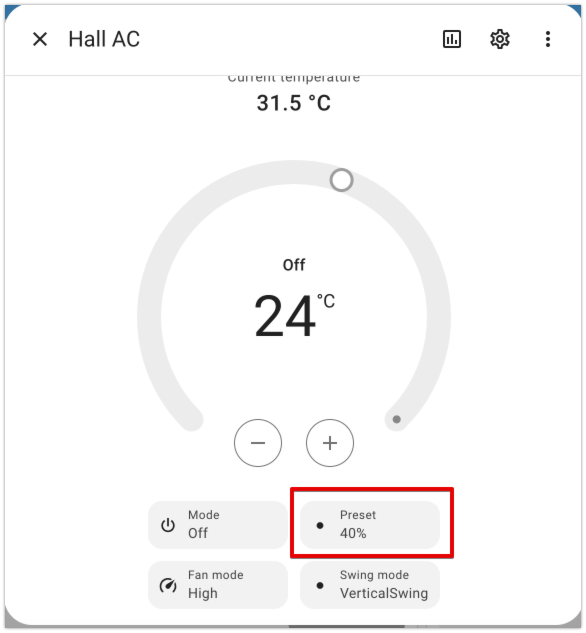 Hall AC
Current temperature
31.5 °C
Off
24 °C
Mode
Off
Preset
40%
Fan mode
High
Swing mode
VerticalSwing